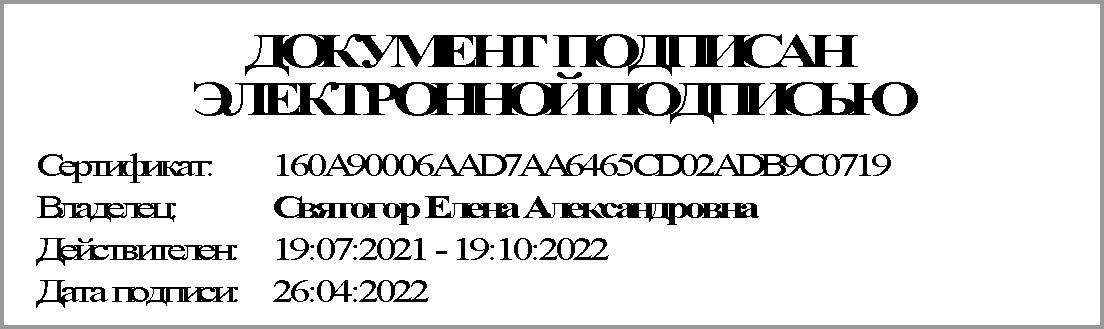 ДОКУМЕНТ ПОДПИСАН
ЭЛЕКТРОННОЙ ПОДПИСЬЮ
Сертификат: 160A90006AAD7AA6465CD02ADB9C0719
Владелец: Святогор Елена Александровна
Действителен: 19:07:2021 - 19:10:2022
Дата подписи: 26:04:2022